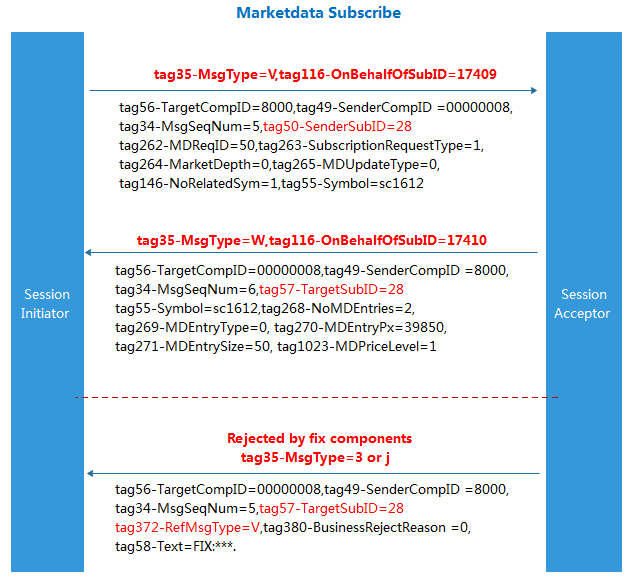 Marketdata Subscribe
tag35-MsgType=V,tag116-OnBehalfOfSubID=17409
tag56-TargetCompID=8000,tag49-SenderCompID =00000008,
tag34-MsgSeqNum=5,tag50-SenderSubID=28
tag262-MDReqID=50,tag263-SubscriptionRequestType=1,
tag264-MarketDepth=0,tag265-MDUpdateType=0,
tag146-NoRelatedSym=1,tag55-Symbol=sc1612
tag35-MsgType=W,tag116-OnBehalfOfSubID=17410
tag56-TargetCompID=00000008,tag49-SenderCompID =8000,
tag34-MsgSeqNum=6,tag57-TargetSubID=28
tag55-Symbol=sc1612,tag268-NoMDEntries=2,
tag269-MDEntryType=0, tag270-MDEntryPx=39850,
tag271-MDEntrySize=50, tag1023-MDPriceLevel=1
Session
Initiator
Session
Acceptor
Rejected by fix components
tag35-MsgType=3 or j
tag56-TargetCompID=00000008,tag49-SenderCompID =8000,
tag34-MsgSeqNum=5,tag57-TargetSubID=28
tag372-RefMsgType=V,tag380-BusinessRejectReason =0,
tag58-Text=FIX:***.